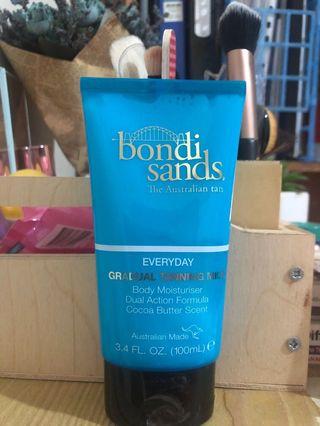 bondi
sands
The Australian tan
EVERYDAY
GRADUAL TANNING MILK
Body Moisturiser
Dual Action Formula
Cocoa Butter Scent
Australian Made
3.4 FL. OZ. (100mL) ℮